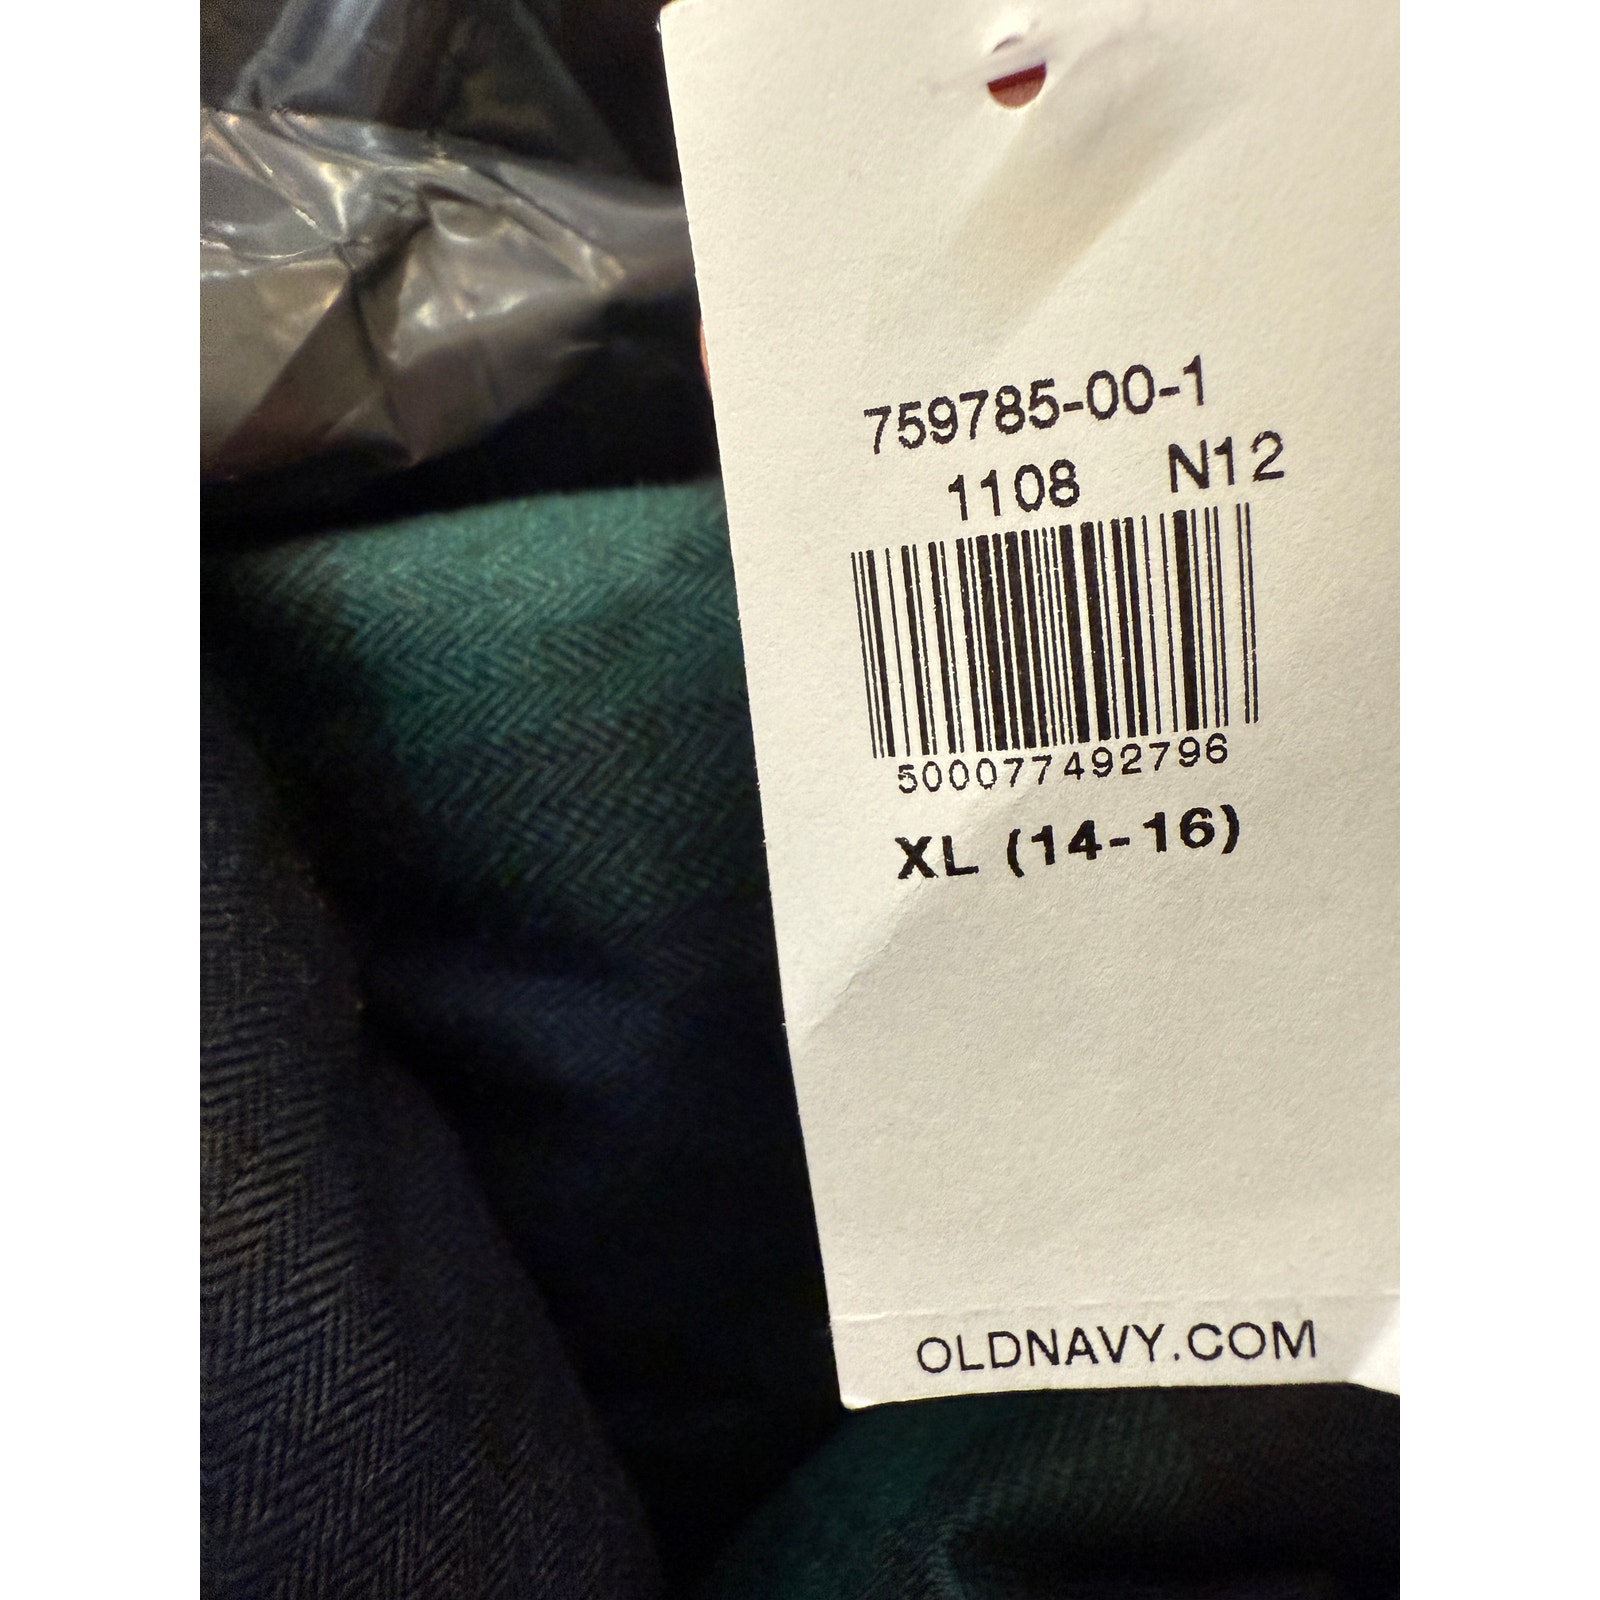 759785-00-1
1108 N12
500077492796
XL (14-16)
OLDNAVY.COM